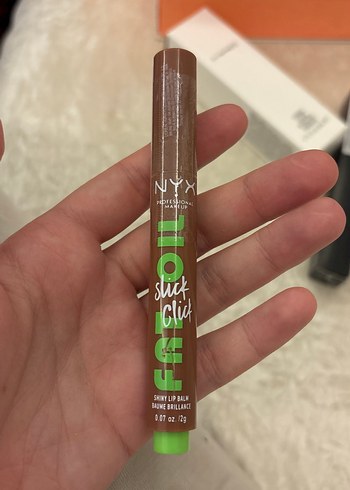 NYX
PROFESSIONAL
MAKEUP
FAT OIL
slick
click
SHINY LIP BALM
BAUME BRILLANCE
0.07 oz. /2g